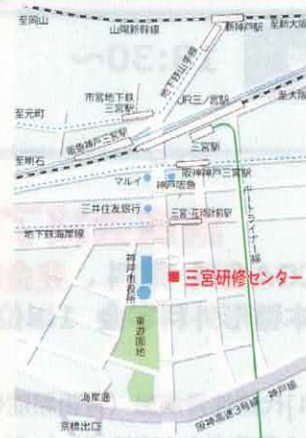 至岡山
山陽新幹線
新神戸駅
至新大阪
地下鉄山手線
市営地下鉄
三宮駅
JR三ノ宮駅
至大阪
至元町
阪急神戸三宮駅
三宮駅
至明石
阪神神戸三宮駅
マルイ
神戸阪急
ポートライナー線
三井住友銀行
三宮・花時計前駅
地下鉄海岸線
神戸市役所
三宮研修センター
東遊園地
海岸通
京橋出口
阪神高速3号線 神戸線